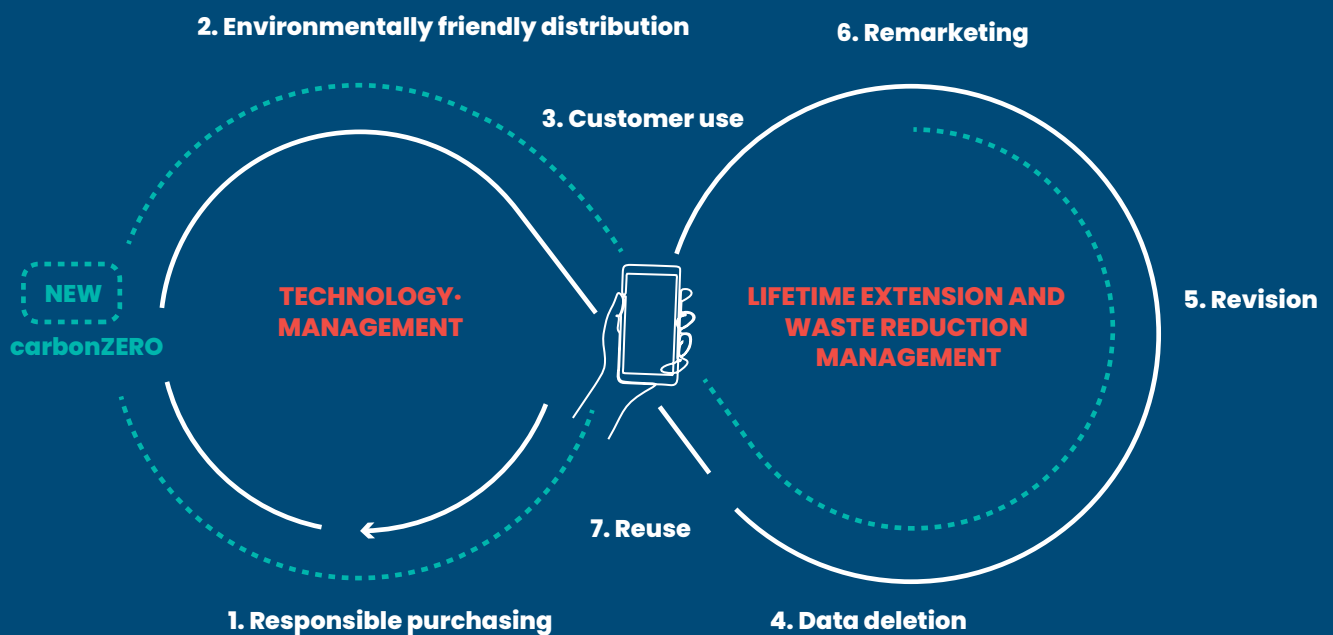 2. Environmentally friendly distribution
6. Remarketing
3. Customer use
NEW
carbonZERO
TECHNOLOGY·
MANAGEMENT
LIFETIME EXTENSION AND
WASTE REDUCTION
MANAGEMENT
5. Revision
7. Reuse
1. Responsible purchasing
4. Data deletion